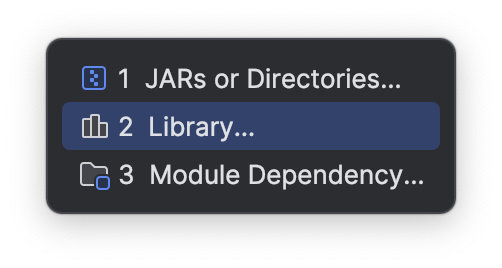 1 JARs or Directories...
2 Library...
3 Module Dependency...